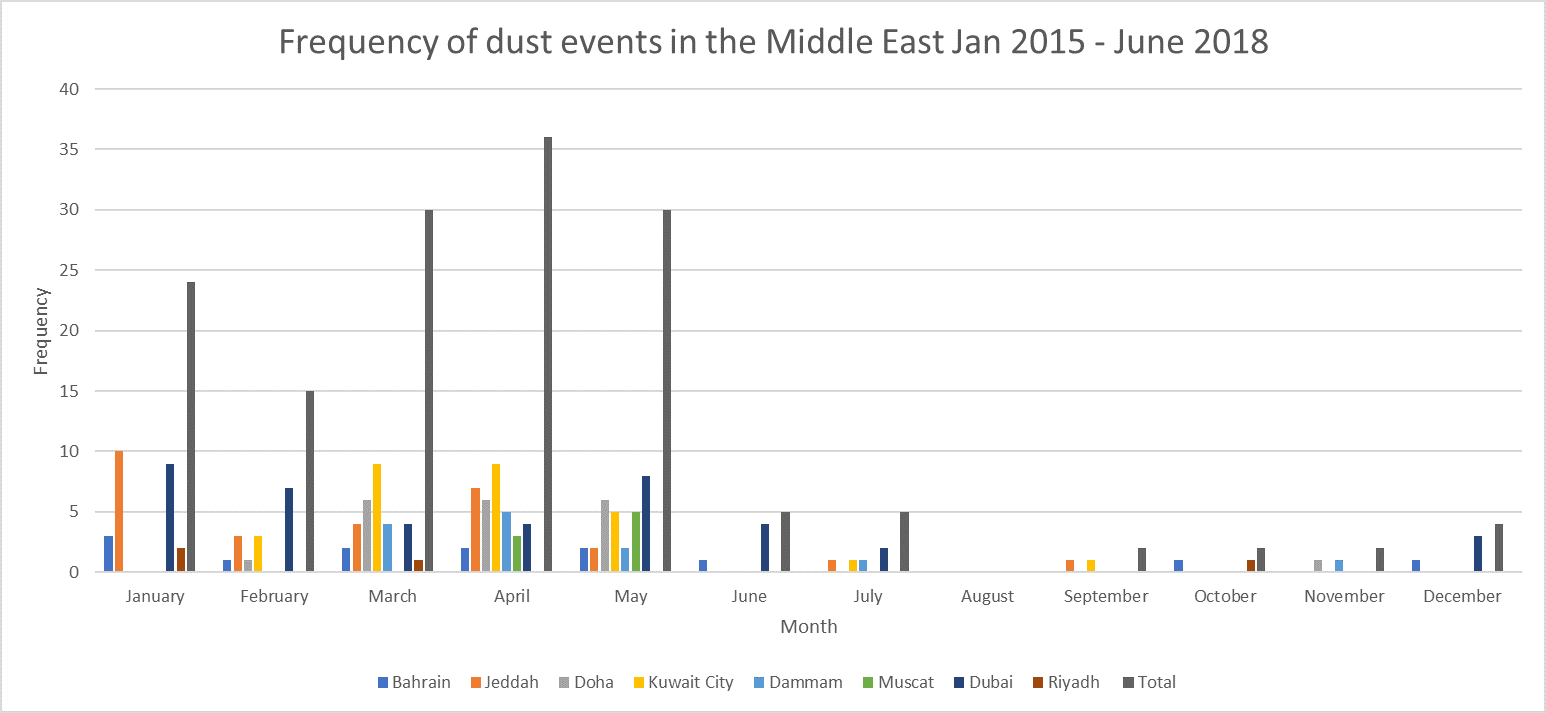 Frequency of dust events in the Middle East Jan 2015 - June 2018
40
35
30
25
20
15
10
5
0
Frequency
January February March April May June July August September October November December
Month
Bahrain Jeddah Doha Kuwait City Dammam Muscat Dubai Riyadh Total